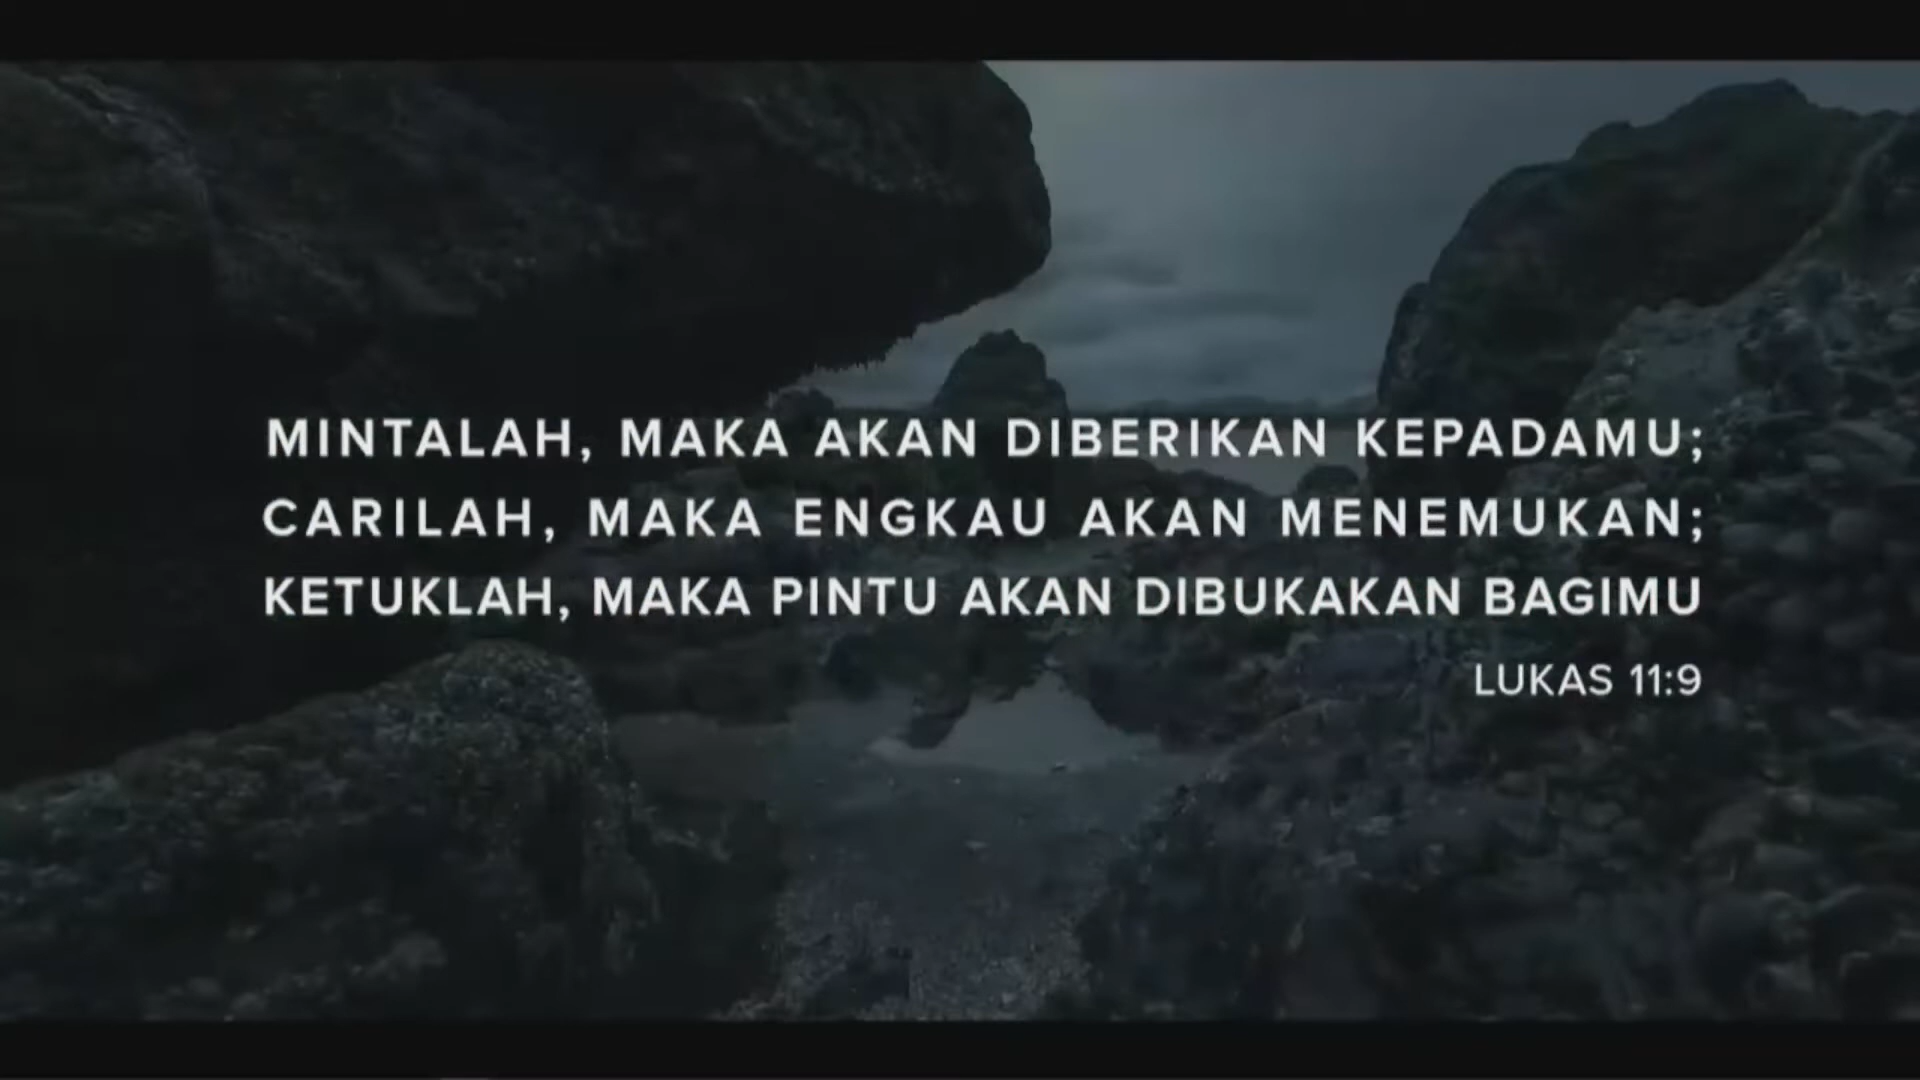 MINTALAH, MAKA AKAN DIBERIKAN KEPADAMU;
CARILAH, MAKA ENGKAU AKAN MENEMUKAN;
KETUKLAH, MAKA PINTU AKAN DIBUKAKAN BAGIMU
LUKAS 11:9